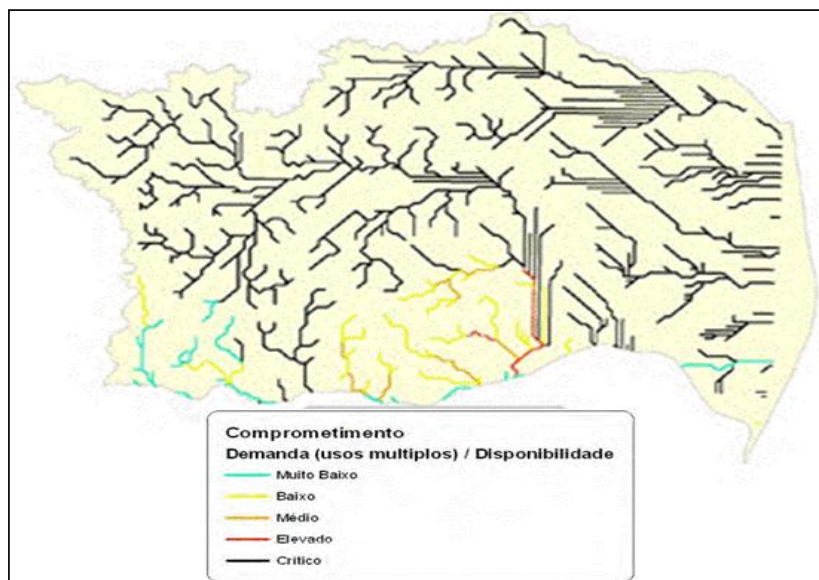 Comprometimento
Demanda (usos multiplos) / Disponibilidade
Muito Baixo
Baixo
Médio
Elevado
Crítico